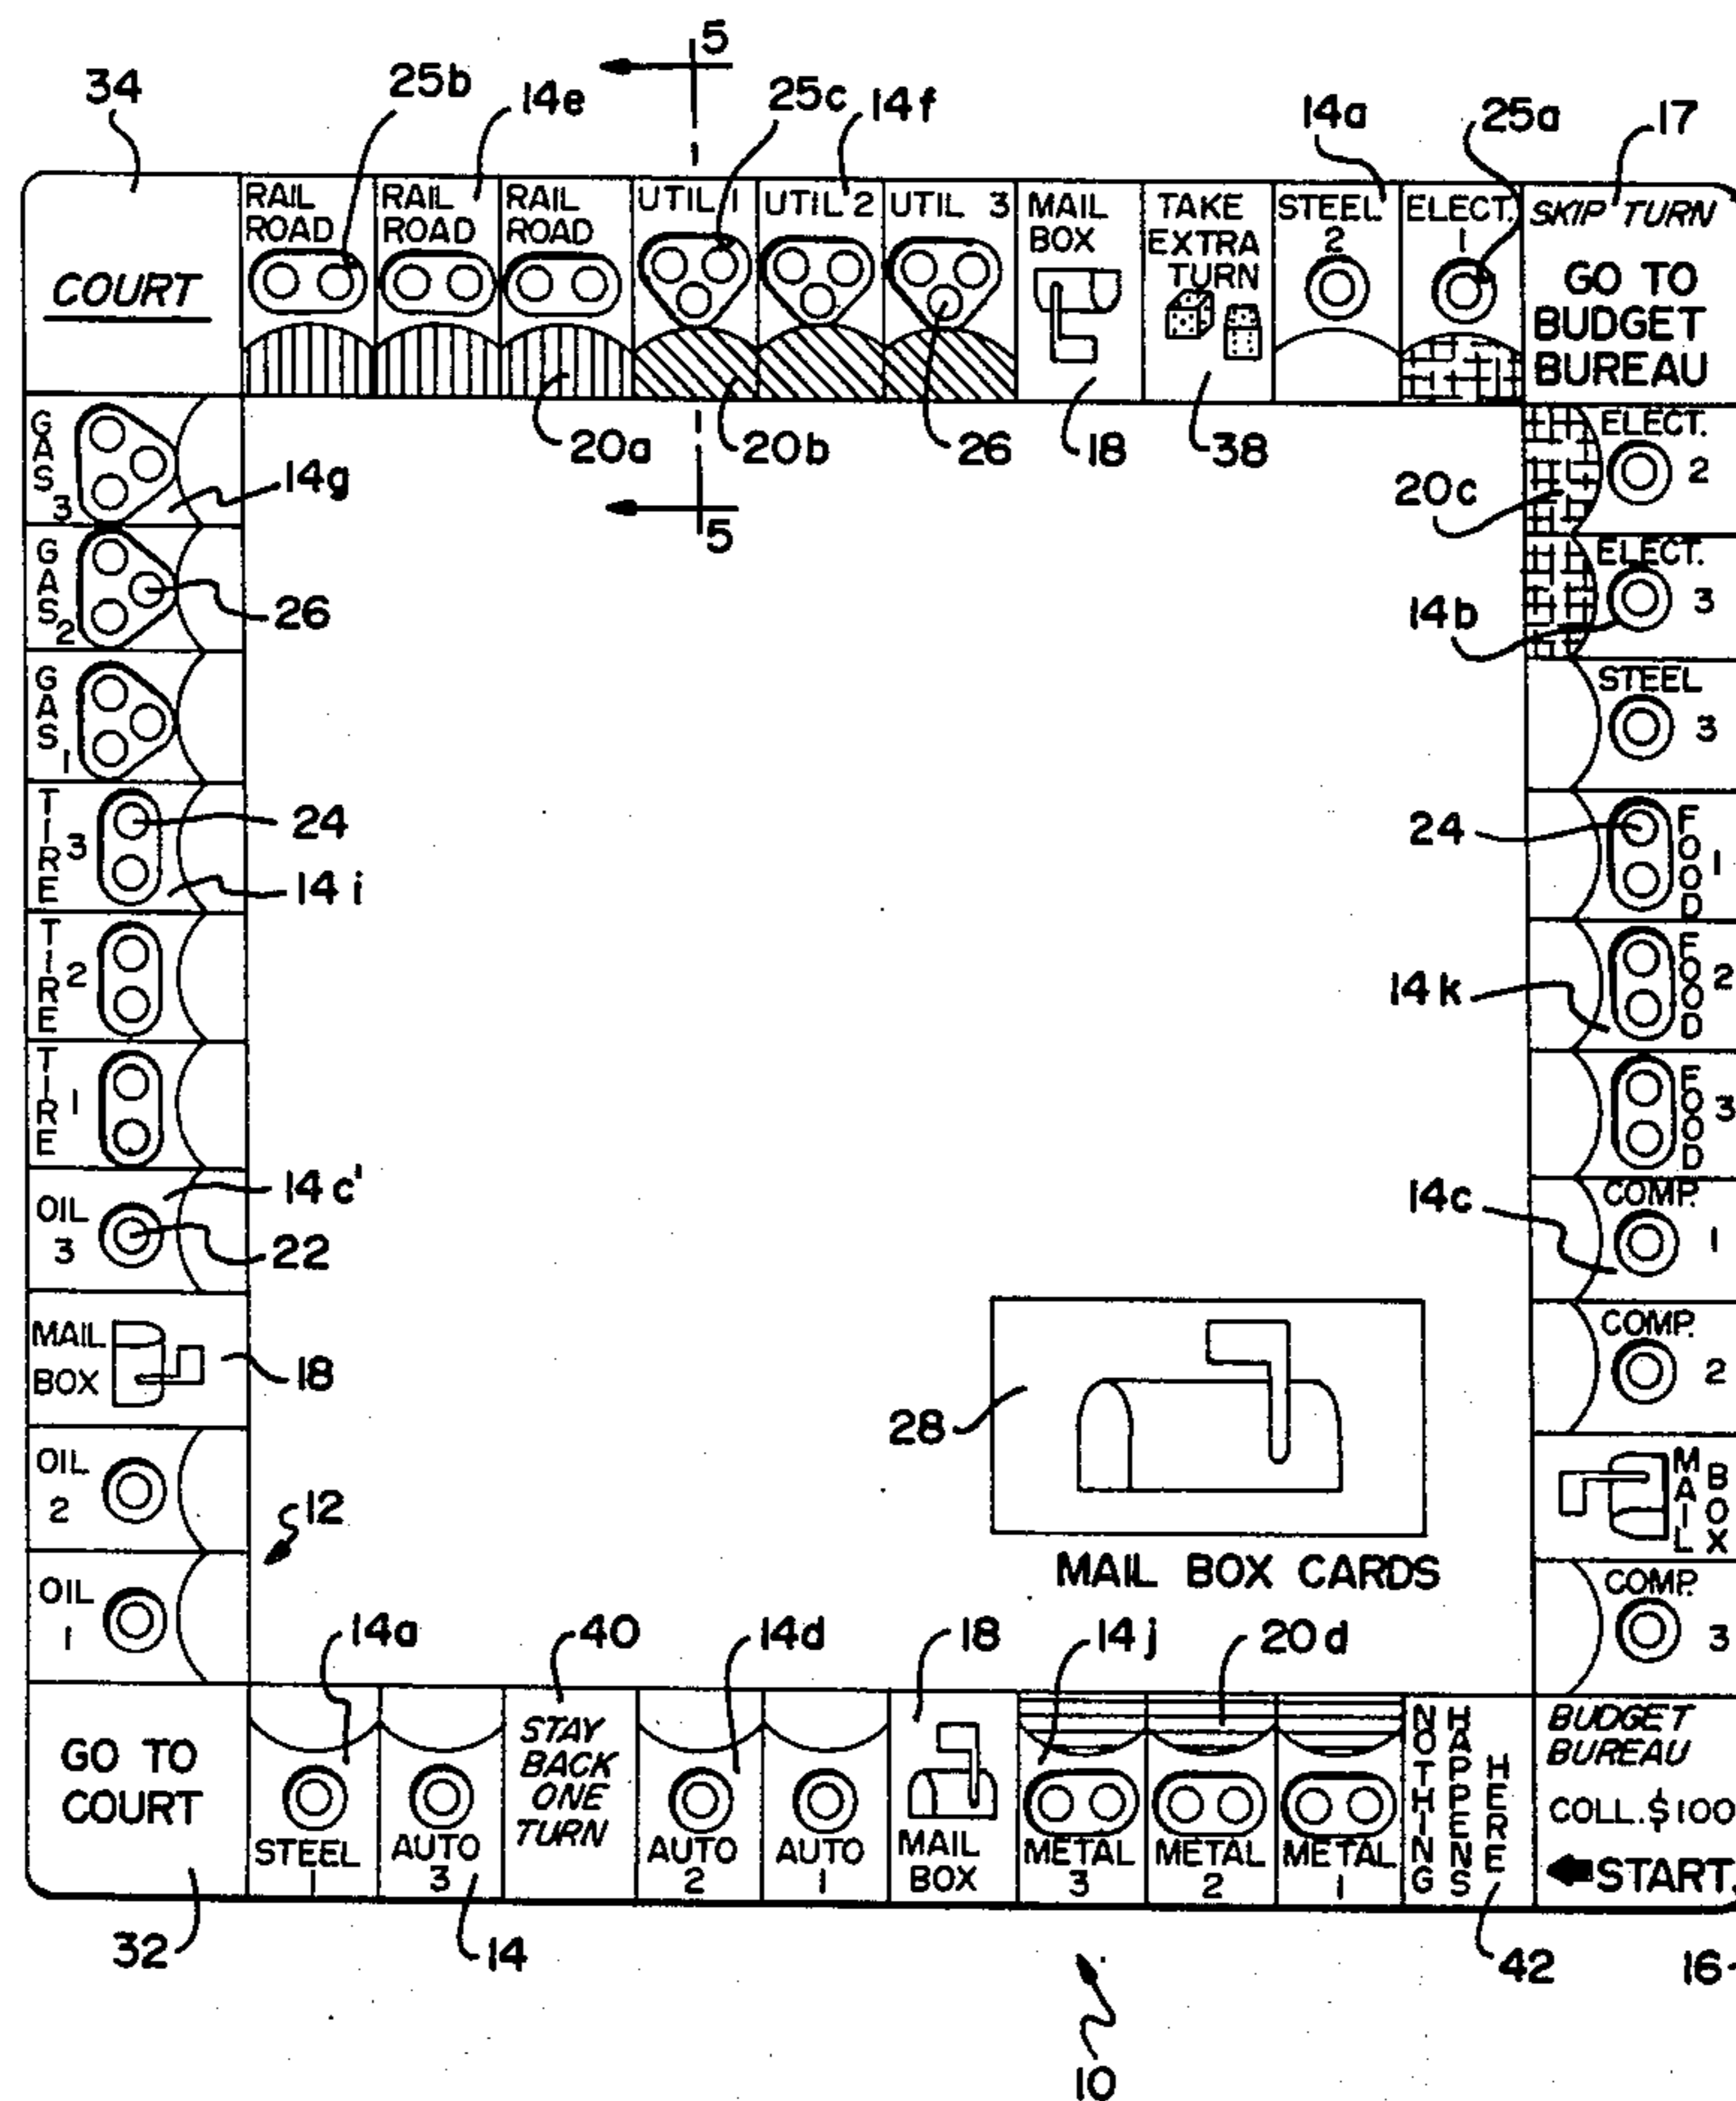 5
34
25b
14e
25c
14f
14a
25a
17
COURT
RAIL ROAD
RAIL ROAD
RAIL ROAD
UTIL 1
UTIL 2
UTIL 3
MAIL BOX
TAKE EXTRA TURN
STEEL 2
ELECT. 1
SKIP TURN
GO TO
BUDGET
BUREAU
20a
20b
26
18
38
5
GAS 3
14g
GAS 2
26
GAS 1
TIRE 3
24
14i
TIRE 2
TIRE 1
OIL 3
14c'
22
MAIL BOX
18
OIL 2
12
OIL 1
20c
ELECT. 2
14b
ELECT. 3
STEEL 3
24
FOOD 1
14k
FOOD 2
FOOD 3
14c
COMP. 1
COMP. 2
MAIL BOX
COMP. 3
28
MAIL BOX CARDS
14a
40
14d
18
14j
20d
GO TO
COURT
STEEL 1
AUTO 3
STAY
BACK
ONE
TURN
AUTO 2
AUTO 1
MAIL BOX
METAL 3
METAL 2
METAL 1
NOTHING HAPPENS HERE
BUDGET
BUREAU
COLL. $100
START.
32
14
42
16
10